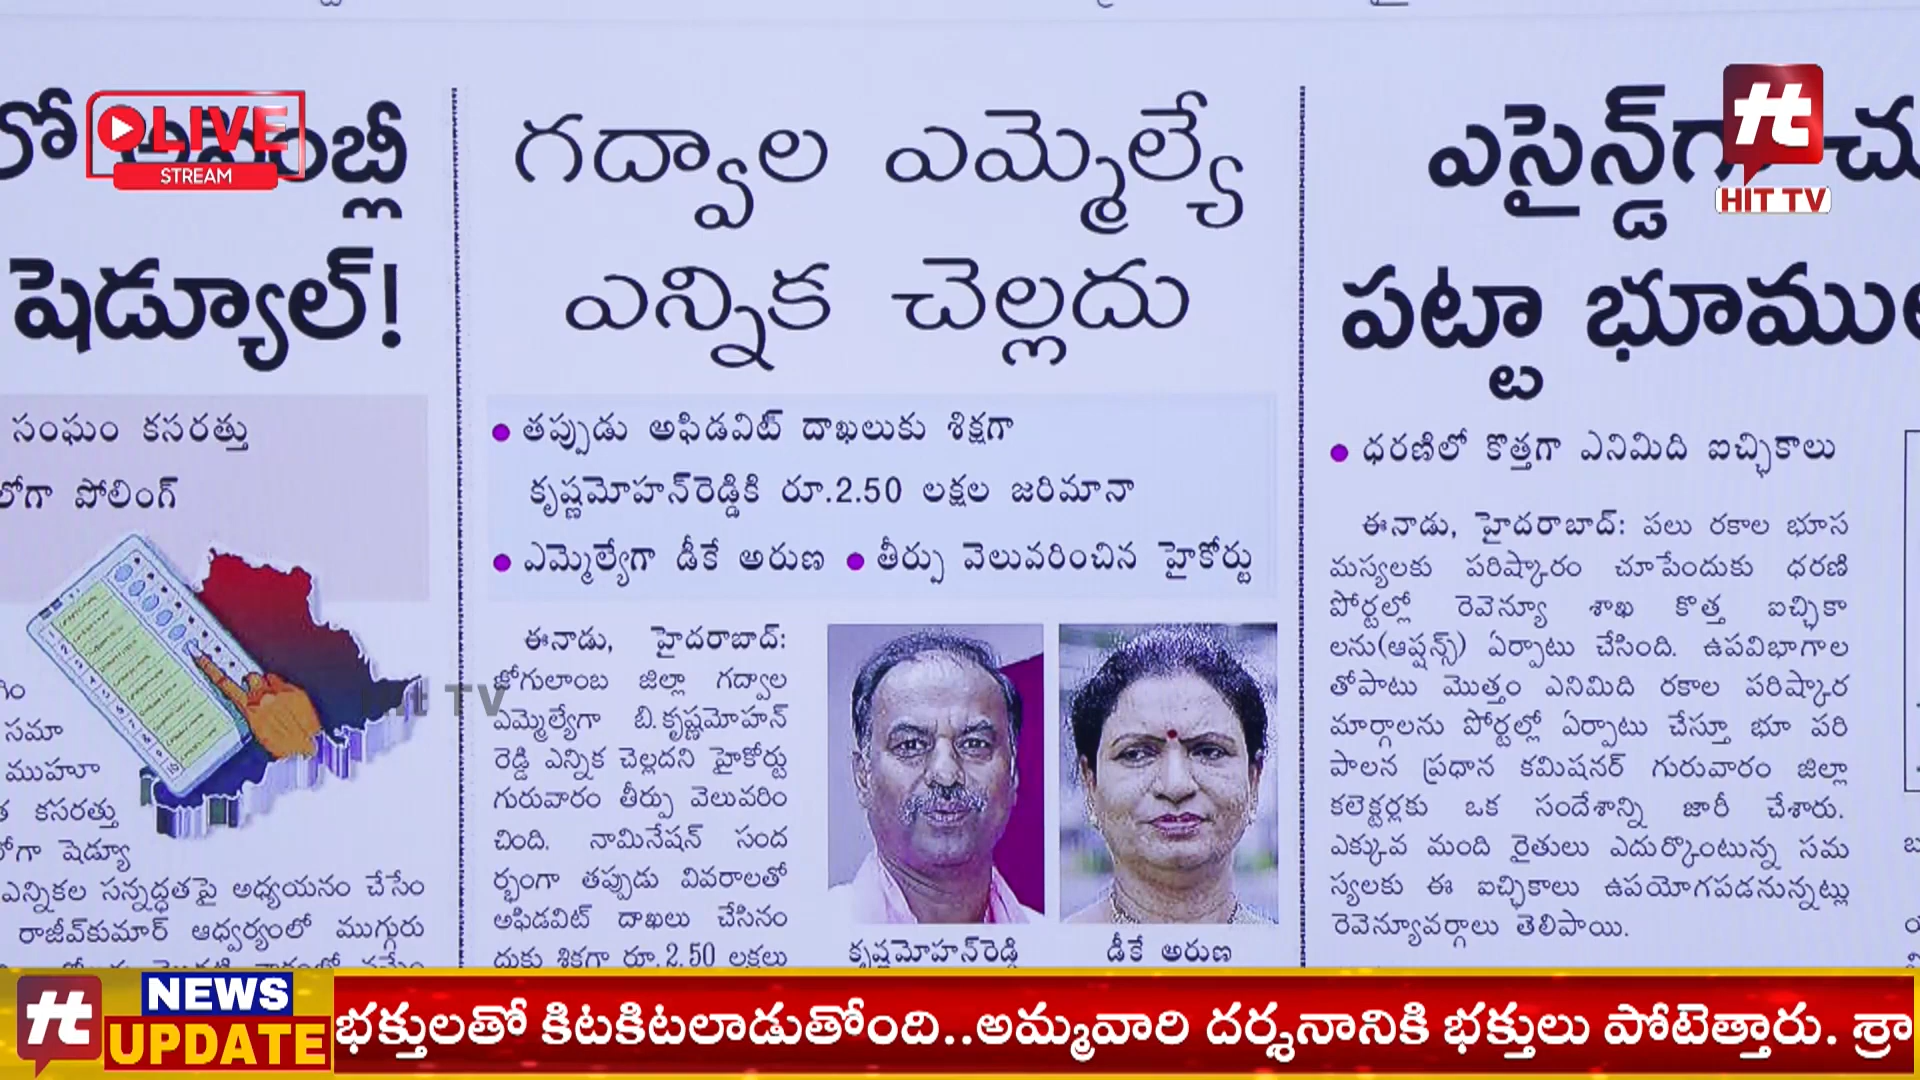 LIVE
STREAM
షెడ్యూల్!
సంఘం కసరత్తు
లోగా పోలింగ్
సమా
ముహూ
కసరత్తు
లోగా షెడ్యూ
ఎన్నికల సన్నద్ధతపై అధ్యయనం చేసేం
రాజీవ్‌కుమార్ ఆధ్వర్యంలో ముగ్గురు
గద్వాల ఎమ్మెల్యే
ఎన్నిక చెల్లదు
● తప్పుడు అఫిడవిట్ దాఖలుకు శిక్షగా
కృష్ణమోహన్‌రెడ్డికి రూ.2.50 లక్షల జరిమానా
● ఎమ్మెల్యేగా డీకే అరుణ ● తీర్పు వెలువరించిన హైకోర్టు
ఈనాడు, హైదరాబాద్:
జోగులాంబ జిల్లా గద్వాల
ఎమ్మెల్యేగా బి.కృష్ణమోహన్
రెడ్డి ఎన్నిక చెల్లదని హైకోర్టు
గురువారం తీర్పు వెలువరిం
చింది. నామినేషన్ సంద
ర్భంగా తప్పుడు వివరాలతో
అఫిడవిట్ దాఖలు చేసినం
దుకు శిక్షగా రూ.2.50 లక్షలు
కృష్ణమోహన్‌రెడ్డి
డీకే అరుణ
ఎసైన్డ్‌గా చూ
పట్టా భూముల
● ధరణిలో కొత్తగా ఎనిమిది ఐచ్ఛికాలు
ఈనాడు, హైదరాబాద్: పలు రకాల భూస
మస్యలకు పరిష్కారం చూపేందుకు ధరణి
పోర్టల్లో రెవెన్యూ శాఖ కొత్త ఐచ్ఛికా
లను(ఆప్షన్స్) ఏర్పాటు చేసింది. ఉపవిభాగాల
తోపాటు మొత్తం ఎనిమిది రకాల పరిష్కార
మార్గాలను పోర్టల్లో ఏర్పాటు చేస్తూ భూ పరి
పాలన ప్రధాన కమిషనర్ గురువారం జిల్లా
కలెక్టర్లకు ఒక సందేశాన్ని జారీ చేశారు.
ఎక్కువ మంది రైతులు ఎదుర్కొంటున్న సమ
స్యలకు ఈ ఐచ్ఛికాలు ఉపయోగపడనున్నట్లు
రెవెన్యూవర్గాలు తెలిపాయి.
HIT TV
Hit TV
NEWS
UPDATE
భక్తులతో కిటకిటలాడుతోంది..అమ్మవారి దర్శనానికి భక్తులు పోటెత్తారు. శ్రా